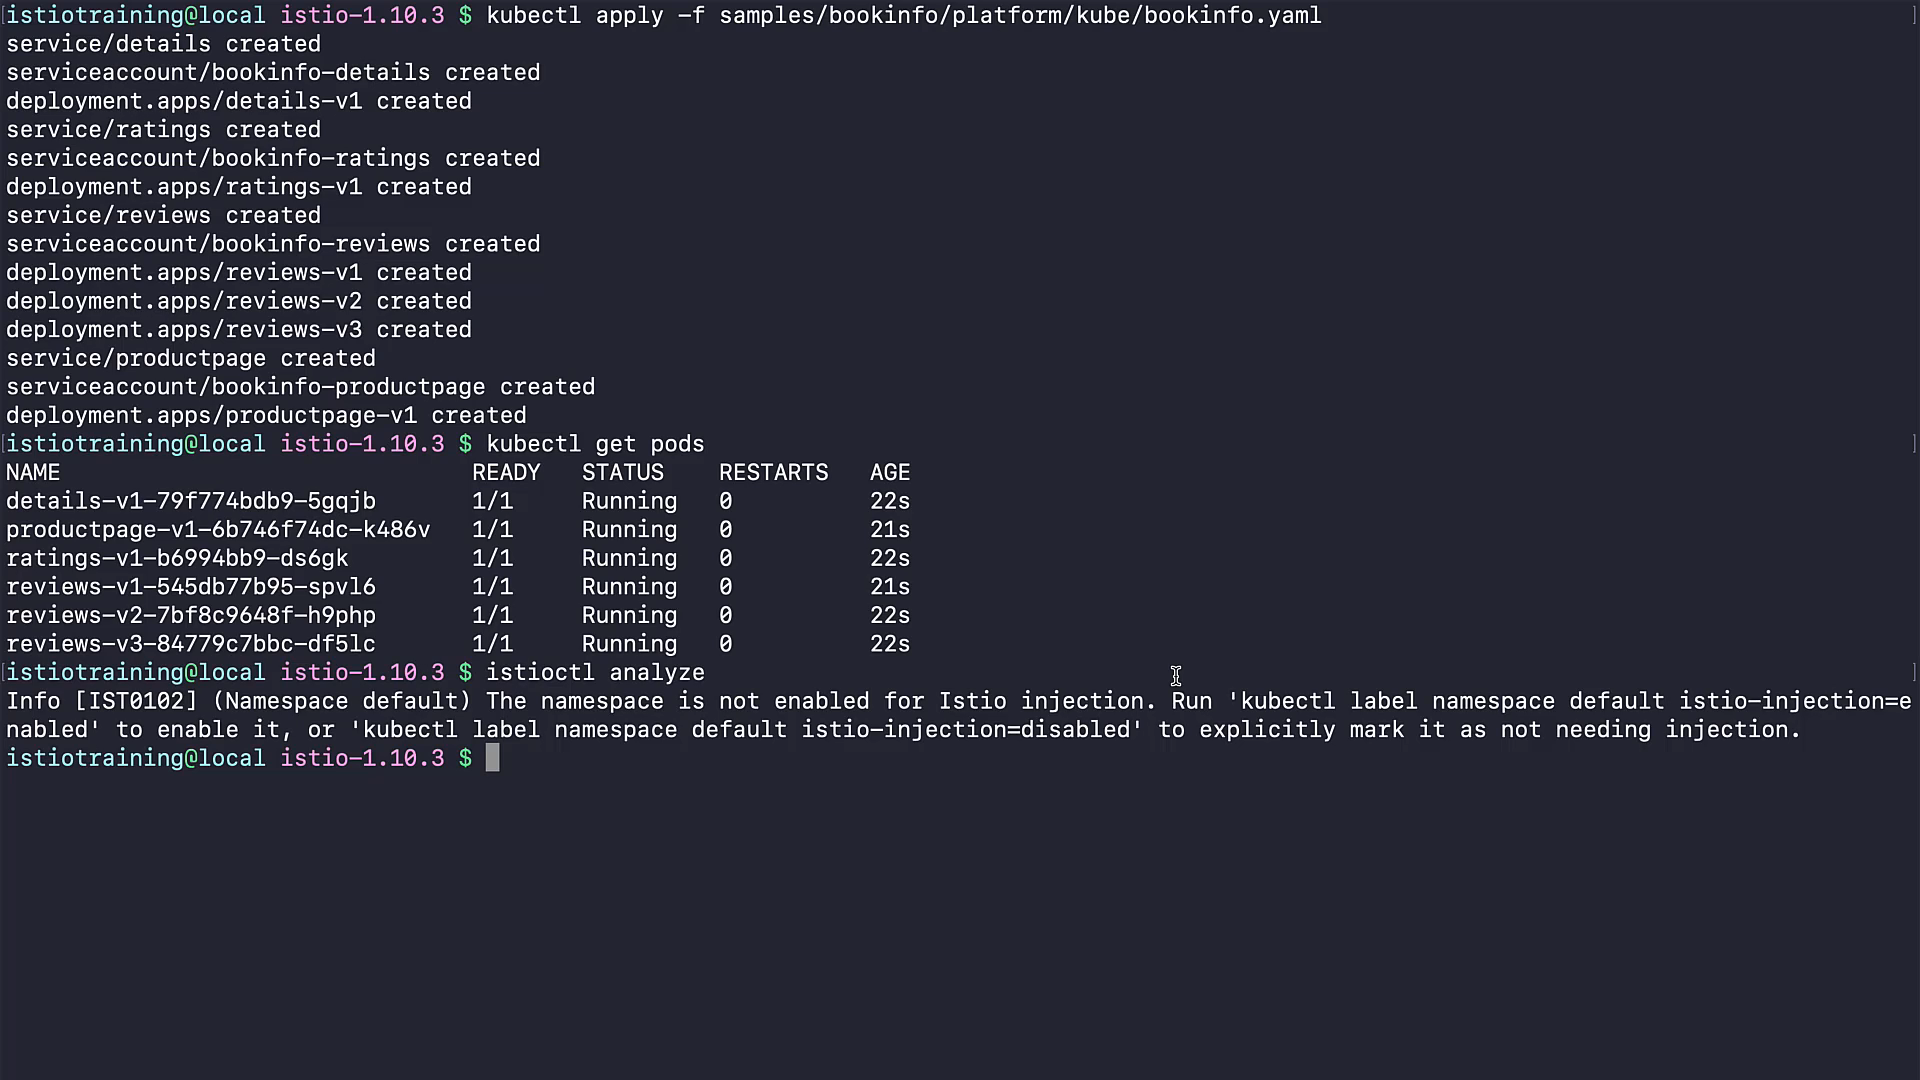 istiotraining@local istio-1.10.3 $ kubectl apply -f samples/bookinfo/platform/kube/bookinfo.yaml
service/details created
serviceaccount/bookinfo-details created
deployment.apps/details-v1 created
service/ratings created
serviceaccount/bookinfo-ratings created
deployment.apps/ratings-v1 created
service/reviews created
serviceaccount/bookinfo-reviews created
deployment.apps/reviews-v1 created
deployment.apps/reviews-v2 created
deployment.apps/reviews-v3 created
service/productpage created
serviceaccount/bookinfo-productpage created
deployment.apps/productpage-v1 created
istiotraining@local istio-1.10.3 $ kubectl get pods
NAME READY STATUS RESTARTS AGE
details-v1-79f774bdb9-5gqjb 1/1 Running 0 22s
productpage-v1-6b746f74dc-k486v 1/1 Running 0 21s
ratings-v1-b6994bb9-ds6gk 1/1 Running 0 22s
reviews-v1-545db77b95-spvl6 1/1 Running 0 21s
reviews-v2-7bf8c9648f-h9php 1/1 Running 0 22s
reviews-v3-84779c7bbc-df5lc 1/1 Running 0 22s
istiotraining@local istio-1.10.3 $ istioctl analyze
Info [IST0102] (Namespace default) The namespace is not enabled for Istio injection. Run 'kubectl label namespace default istio-injection=e
nabled' to enable it, or 'kubectl label namespace default istio-injection=disabled' to explicitly mark it as not needing injection.
istiotraining@local istio-1.10.3 $